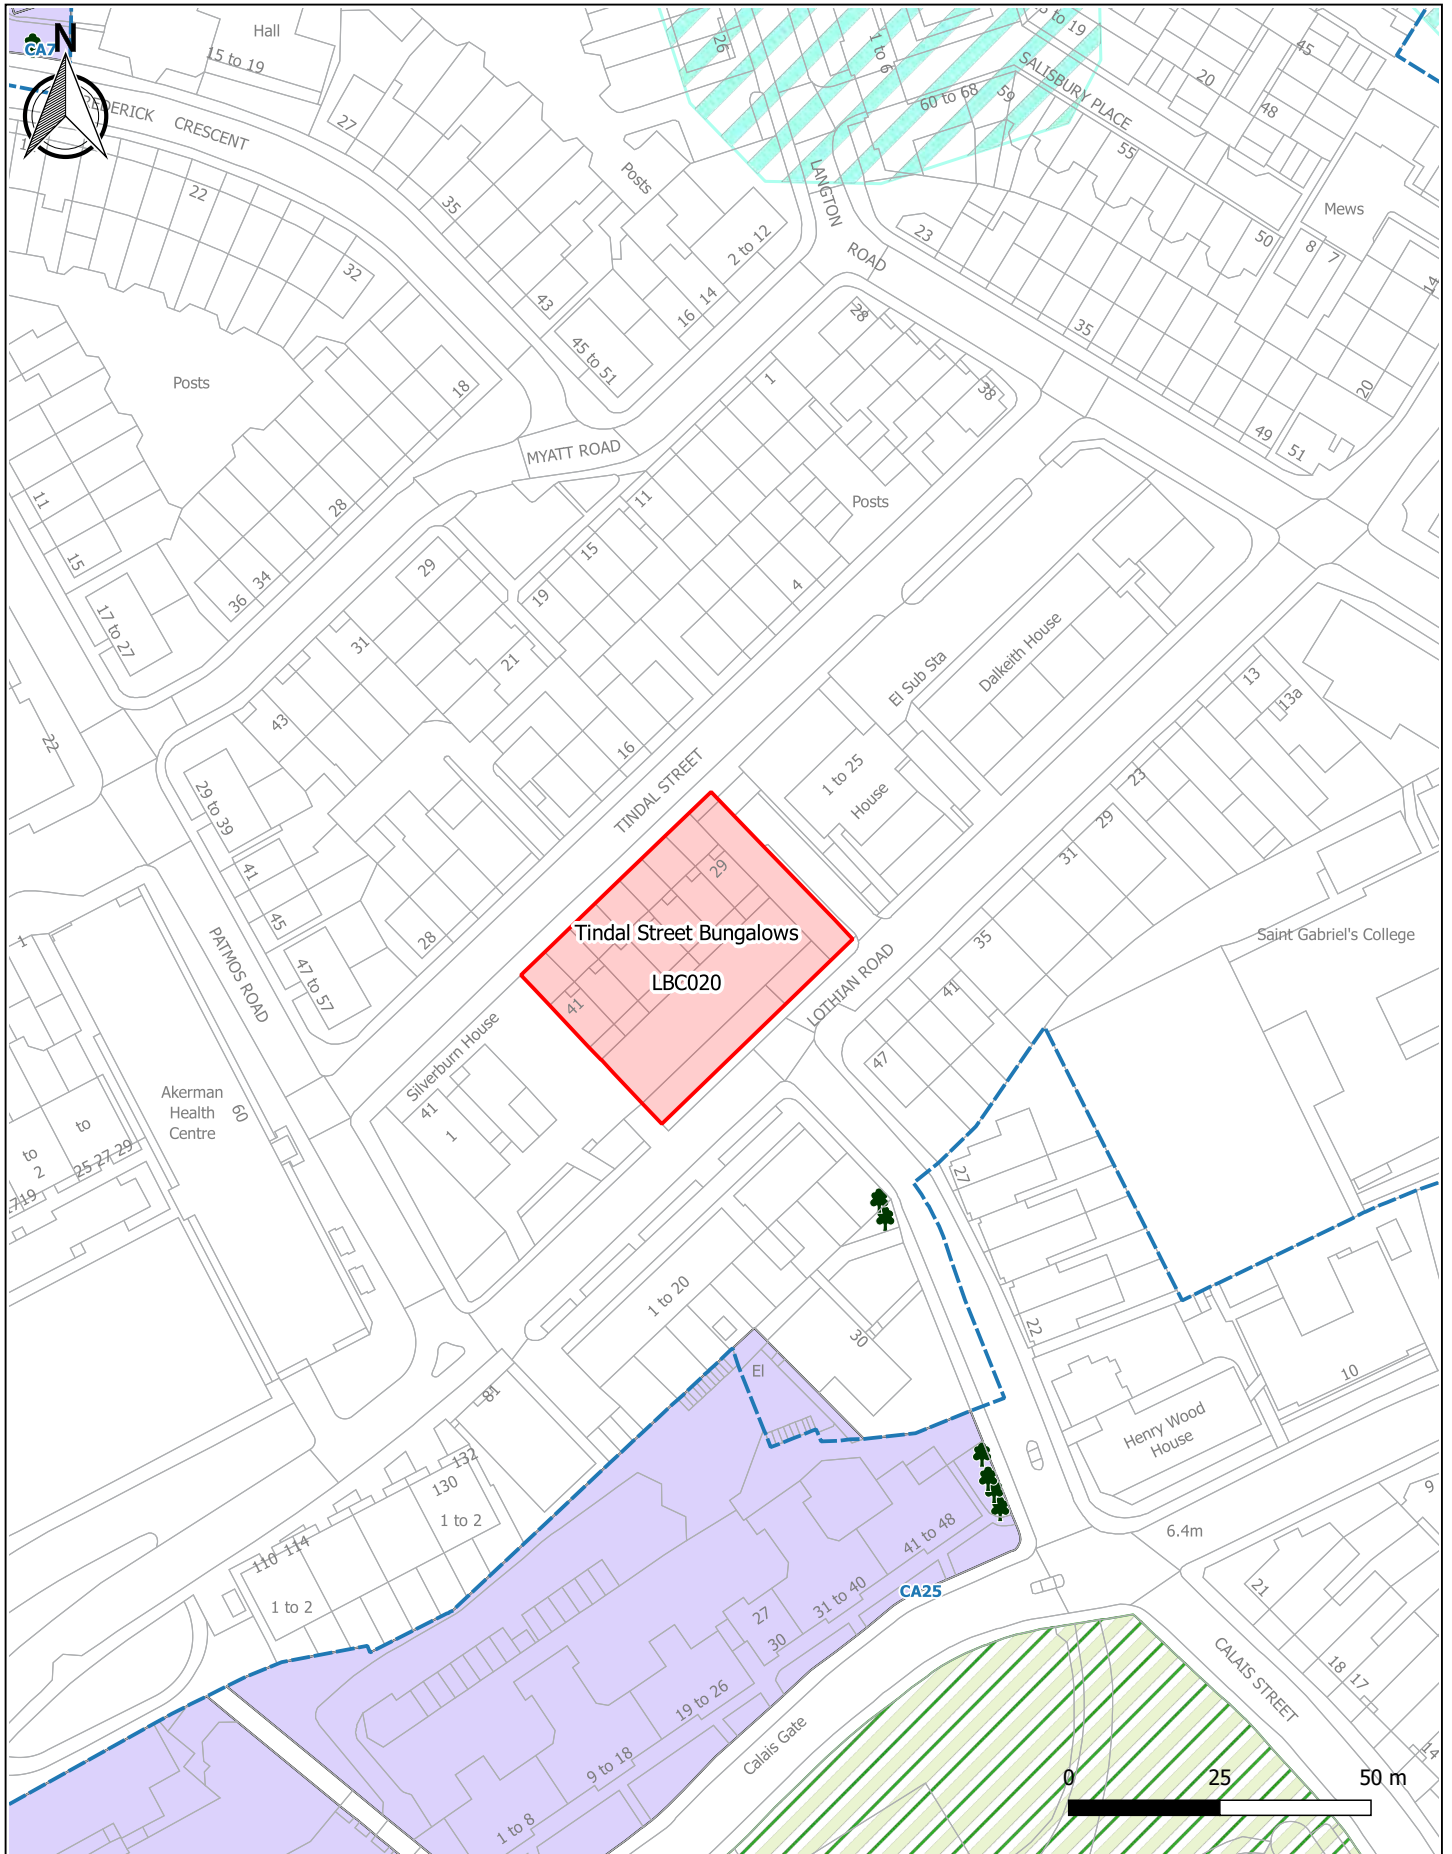 N
CA7
Hall
15 to 19
REDERICK CRESCENT
27
22
35
32
43
45 to 51
18
Posts
28
34
36
11
15
17 to 27
22
26
1 to 6
to 19
SALISBURY PLACE
60 to 68
59
45
20
48
55
Mews
50
8
7
14
20
Posts
LANGTON ROAD
23
2 to 12
14
16
28
35
38
49
51
MYATT ROAD
1
11
15
19
4
Posts
29
31
21
43
16
TINDAL STREET
El Sub Sta
Dalkeith House
1 to 25
House
13
13a
23
29
31
29 to 39
41
45
47 to 57
28
PATMOS ROAD
29
Tindal Street Bungalows
LBC020
41
LOTHIAN ROAD
35
41
47
Saint Gabriel's College
Silverburn House
41
1
Akerman
Health
Centre
60
1
to
to
2
25 27 29
719
27
22
1 to 20
30
El
10
Henry Wood
House
81
132
130
1 to 2
110 114
1 to 2
41 to 48
31 to 40
CA25
27
30
19 to 26
9 to 18
1 to 8
Calais Gate
6.4m
9
21
CALAIS STREET
18
17
14
0 25 50 m